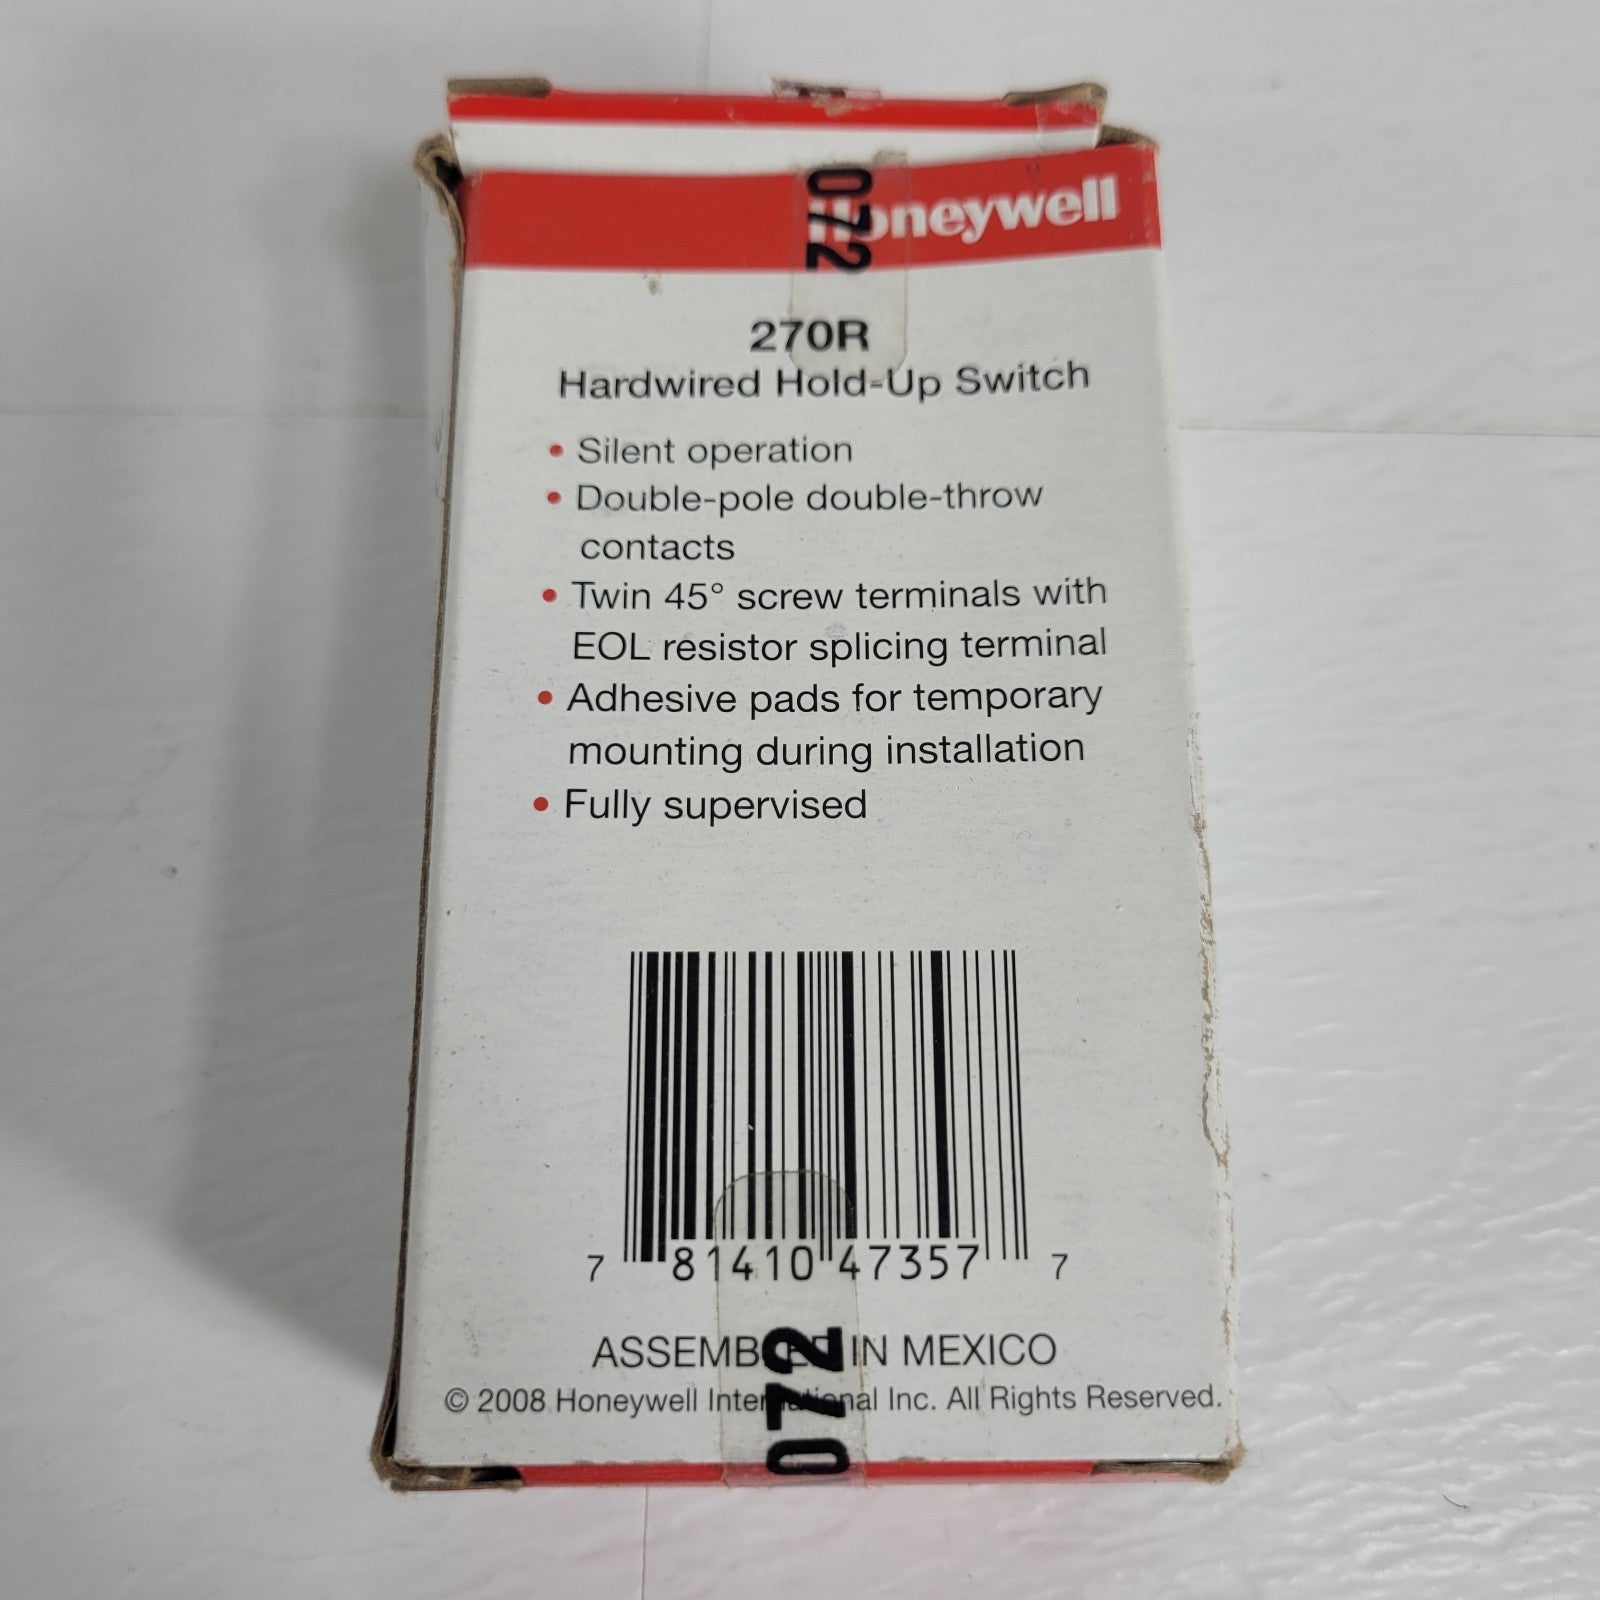 Honeywell
072
270R
Hardwired Hold-Up Switch
• Silent operation
• Double-pole double-throw
contacts
• Twin 45° screw terminals with
EOL resistor splicing terminal
• Adhesive pads for temporary
mounting during installation
• Fully supervised
7 81410 47357 7
ASSEMBLED IN MEXICO
© 2008 Honeywell International Inc. All Rights Reserved.
072